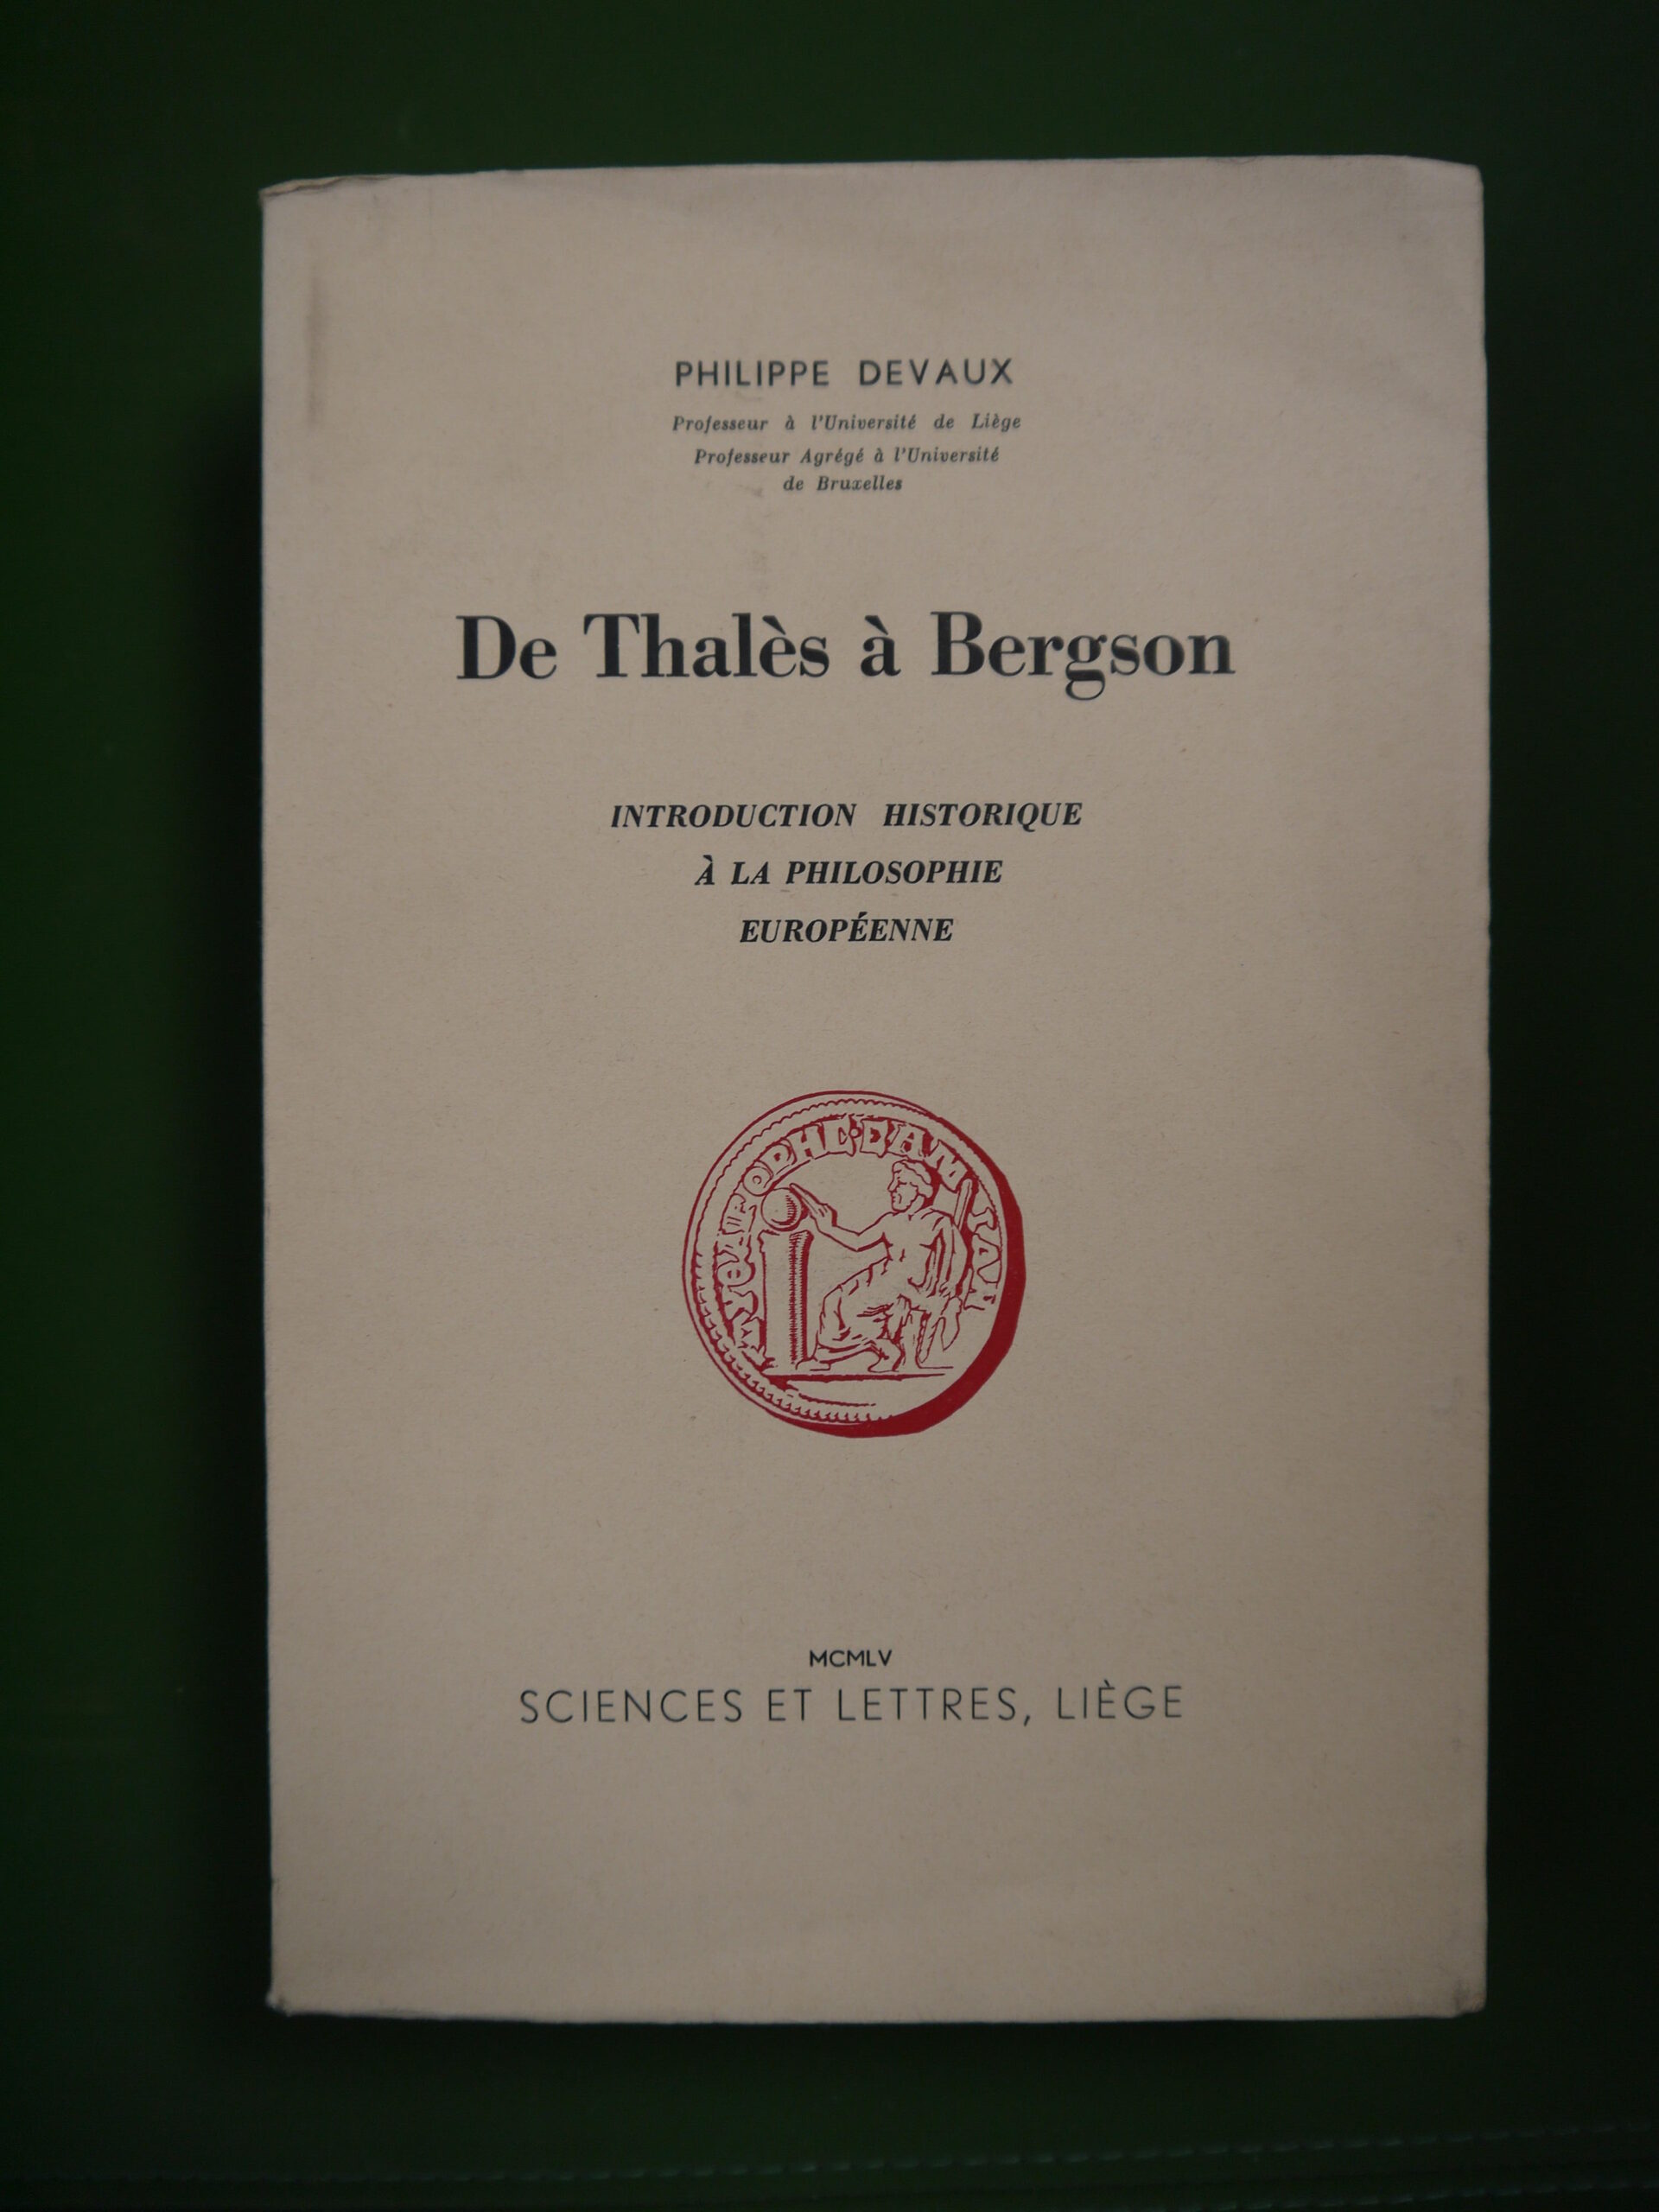 PHILIPPE DEVAUX
Professeur à l'Université de Liège
Professeur Agrégé à l'Université
de Bruxelles
De Thalès à Bergson
INTRODUCTION HISTORIQUE
À LA PHILOSOPHIE
EUROPÉENNE
MCMLV
SCIENCES ET LETTRES, LIÈGE